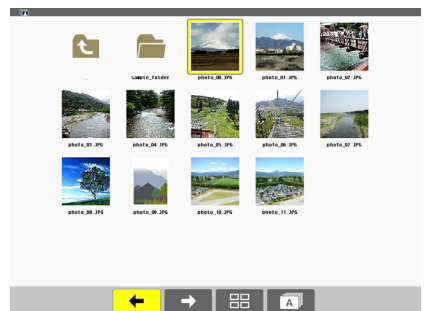 ..
sample_folder
photo_00.JPG
photo_01.JPG
photo_02.JPG
photo_03.JPG
photo_04.JPG
photo_05.JPG
photo_06.JPG
photo_07.JPG
photo_08.JPG
photo_09.JPG
photo_10.JPG
photo_11.JPG
A